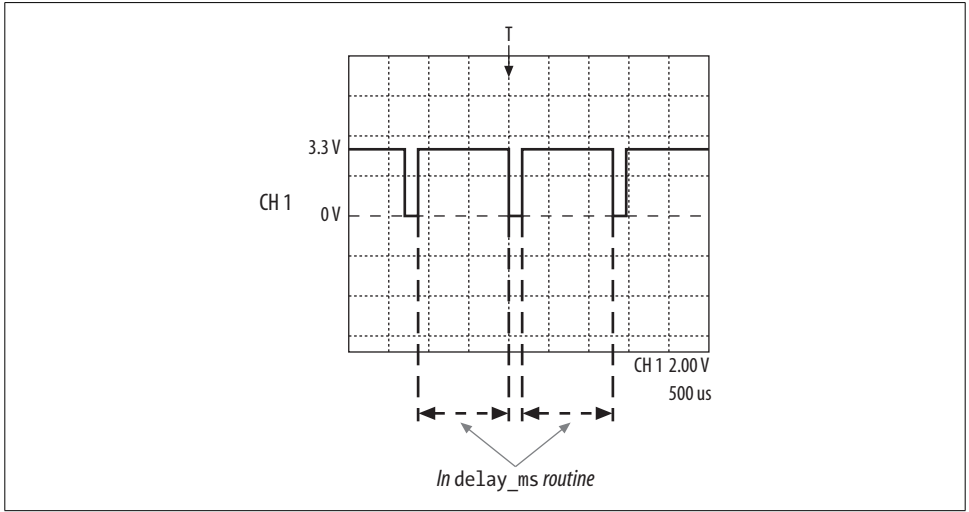 T
3.3 V
CH 1
0 V
CH 1 2.00 V
500 us
In delay_ms routine